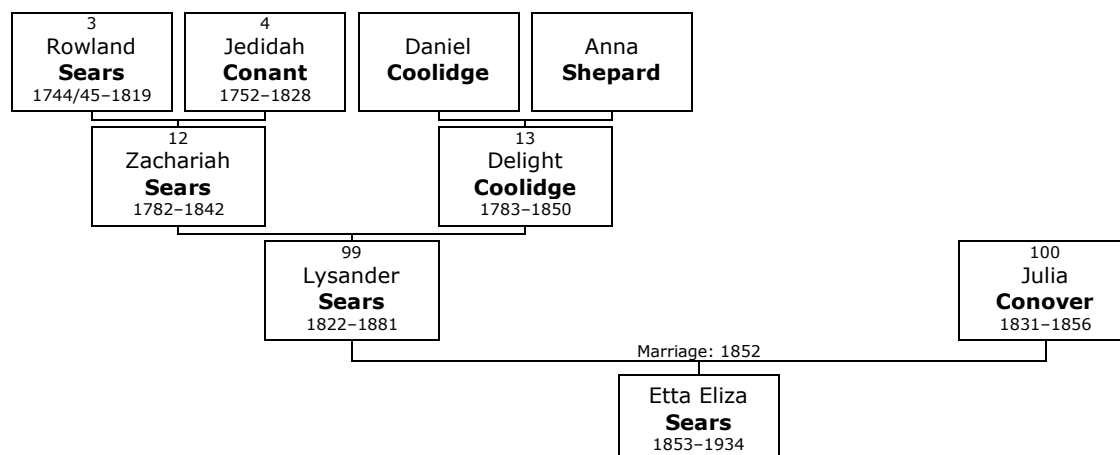 3
Rowland
Sears
1744/45–1819
4
Jedidah
Conant
1752–1828
Daniel
Coolidge
Anna
Shepard
12
Zachariah
Sears
1782–1842
13
Delight
Coolidge
1783–1850
99
Lysander
Sears
1822–1881
100
Julia
Conover
1831–1856
Marriage: 1852
Etta Eliza
Sears
1853–1934